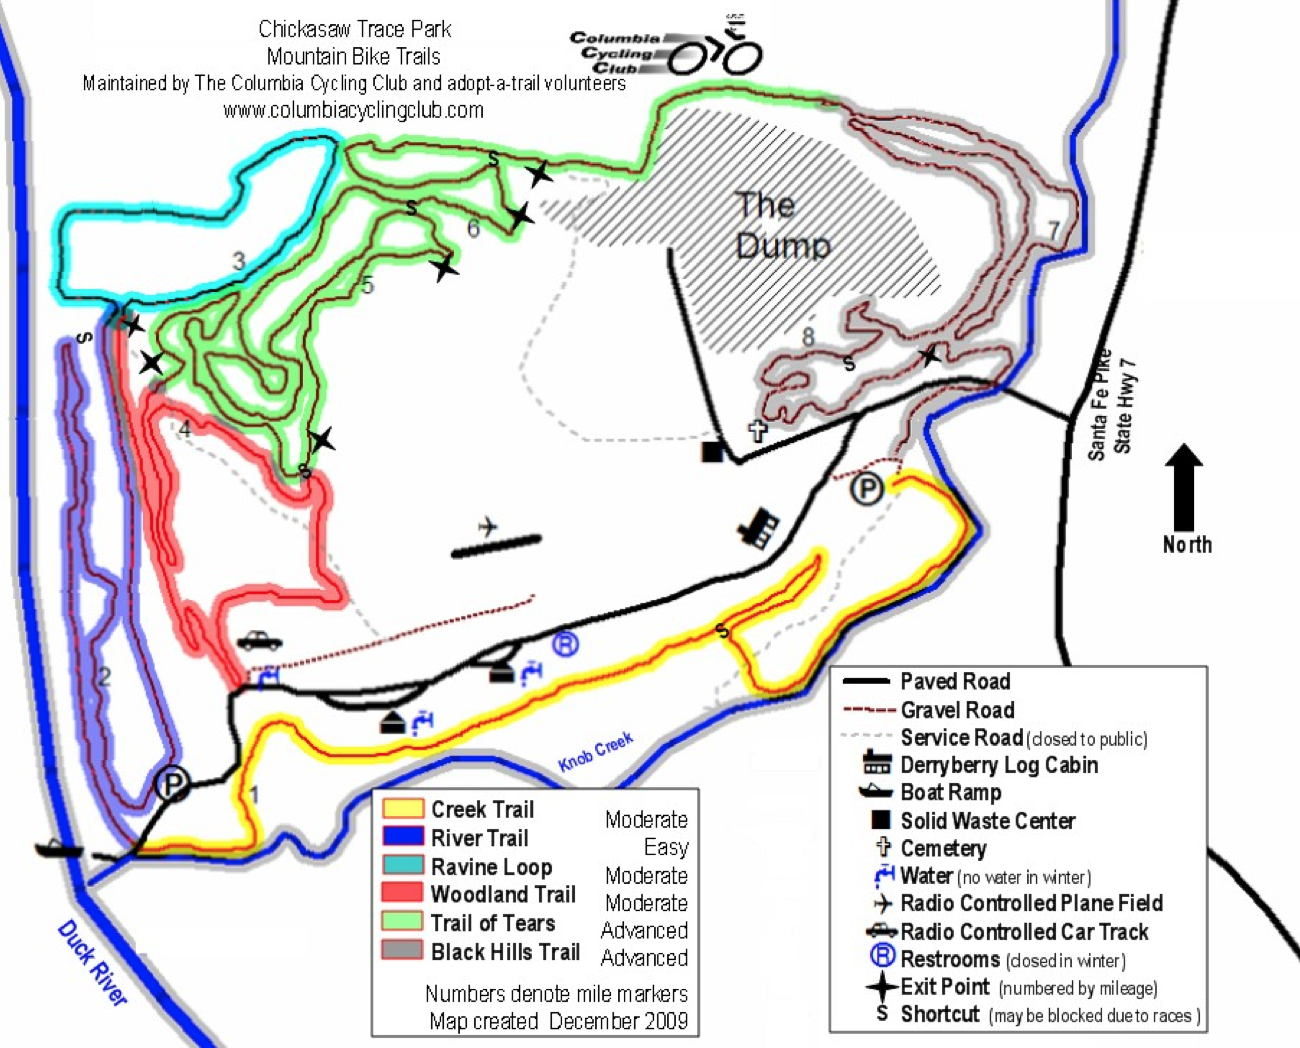 Chickasaw Trace Park
Mountain Bike Trails
Maintained by The Columbia Cycling Club and adopt-a-trail volunteers
www.columbiacyclingclub.com
Columbia
Cycling
Club
The
Dump
S
S
S
S
S
S
3
6
5
7
8
4
2
1
P
P
R
Santa Fe Pike
State Hwy 7
North
Knob Creek
Duck River
Creek Trail Moderate
River Trail Easy
Ravine Loop Moderate
Woodland Trail Moderate
Trail of Tears Advanced
Black Hills Trail Advanced
Numbers denote mile markers
Map created December 2009
Paved Road
Gravel Road
Service Road (closed to public)
Derryberry Log Cabin
Boat Ramp
Solid Waste Center
Cemetery
Water (no water in winter)
Radio Controlled Plane Field
Radio Controlled Car Track
R Restrooms (closed in winter)
Exit Point (numbered by mileage)
S Shortcut (may be blocked due to races)